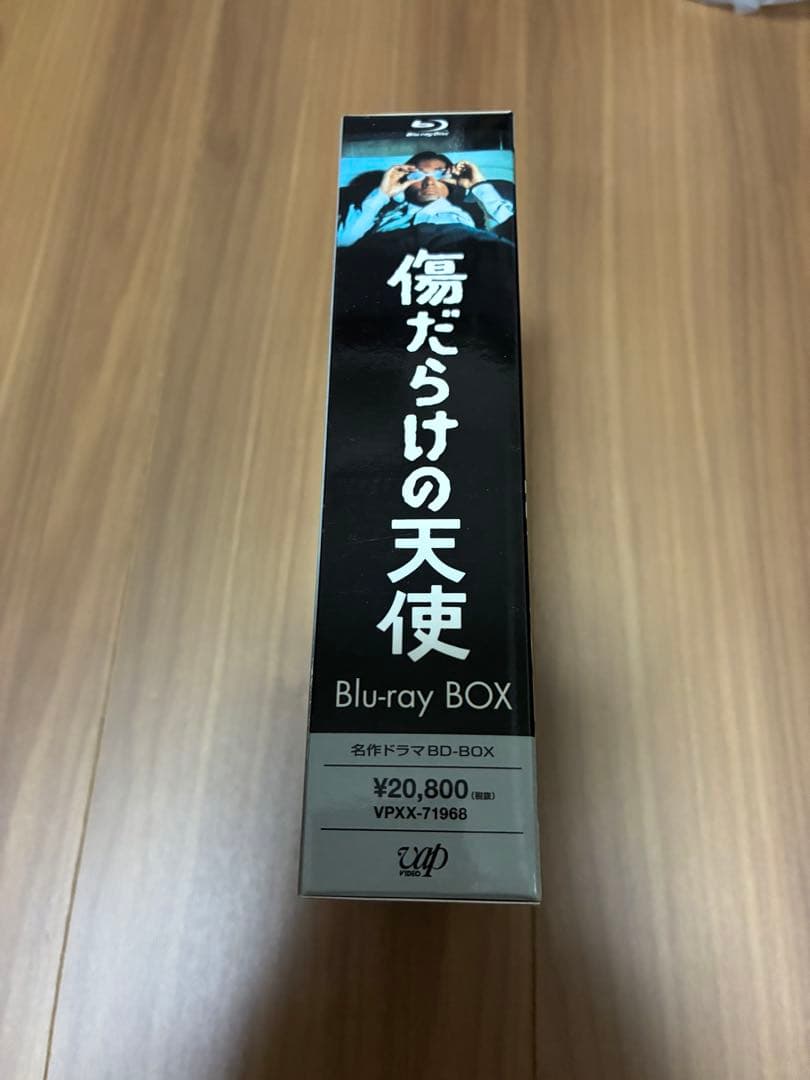 Blu-ray Disc
傷だらけの天使
Blu-ray BOX
名作ドラマBD-BOX
¥20,800(税抜)
VPXX-71968
vap
VIDEO